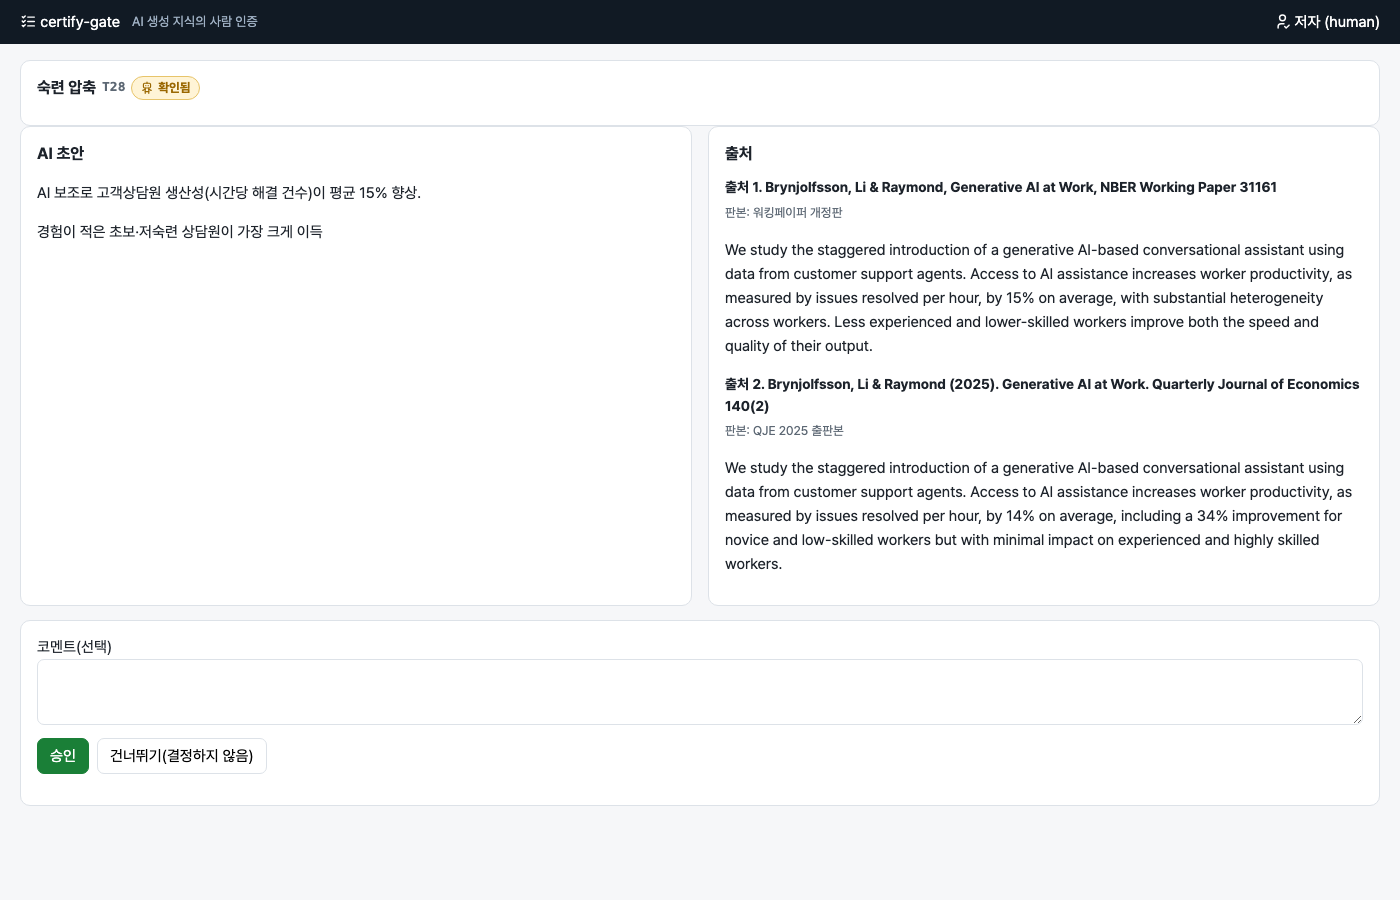 certify-gate AI 생성 지식의 사람 인증
저자 (human)
숙련 압축 T28 확인됨
AI 초안
AI 보조로 고객상담원 생산성(시간당 해결 건수)이 평균 15% 향상.
경험이 적은 초보·저숙련 상담원이 가장 크게 이득
출처
출처 1. Brynjolfsson, Li & Raymond, Generative AI at Work, NBER Working Paper 31161
판본: 워킹페이퍼 개정판
We study the staggered introduction of a generative AI-based conversational assistant using
data from customer support agents. Access to AI assistance increases worker productivity, as
measured by issues resolved per hour, by 15% on average, with substantial heterogeneity
across workers. Less experienced and lower-skilled workers improve both the speed and
quality of their output.
출처 2. Brynjolfsson, Li & Raymond (2025). Generative AI at Work. Quarterly Journal of Economics
140(2)
판본: QJE 2025 출판본
We study the staggered introduction of a generative AI-based conversational assistant using
data from customer support agents. Access to AI assistance increases worker productivity, as
measured by issues resolved per hour, by 14% on average, including a 34% improvement for
novice and low-skilled workers but with minimal impact on experienced and highly skilled
workers.
코멘트(선택)
승인 건너뛰기(결정하지 않음)